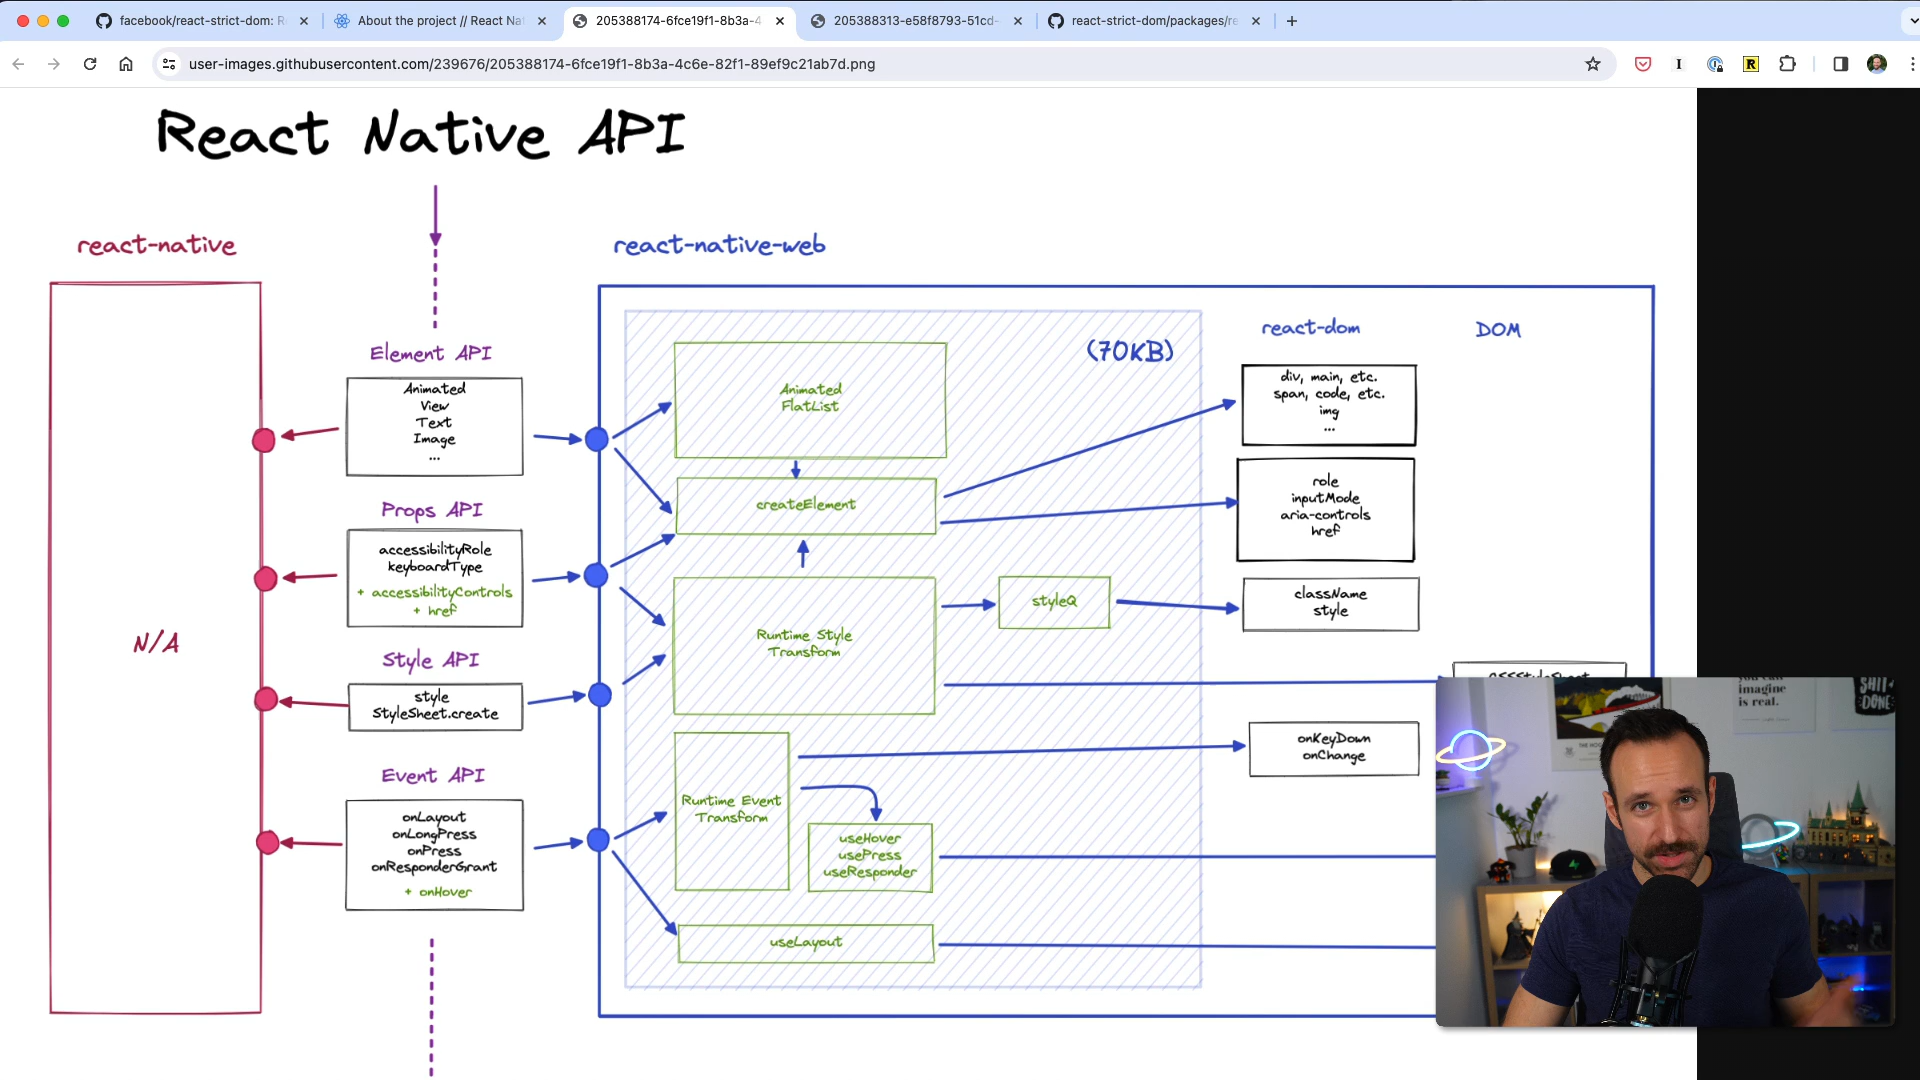 facebook/react-strict-dom: R
About the project // React Na
205388174-6fce19f1-8b3a-4
205388313-e58f8793-51cd-
react-strict-dom/packages/re
user-images.githubusercontent.com/239676/205388174-6fce19f1-8b3a-4c6e-82f1-89ef9c21ab7d.png
React Native API
react-native
N/A
Element API
Animated
View
Text
Image
...
Props API
accessibilityRole
keyboardType
+ accessibilityControls
+ href
Style API
style
StyleSheet.create
Event API
onLayout
onLongPress
onPress
onResponderGrant
+ onHover
react-native-web
(70KB)
Animated
FlatList
createElement
Runtime Style
Transform
styleQ
Runtime Event
Transform
useHover
usePress
useResponder
useLayout
react-dom
DOM
div, main, etc.
span, code, etc.
img
...
role
inputMode
aria-controls
href
className
style
onKeyDown
onChange
you can
imagine
is real.
SHIT
DONE